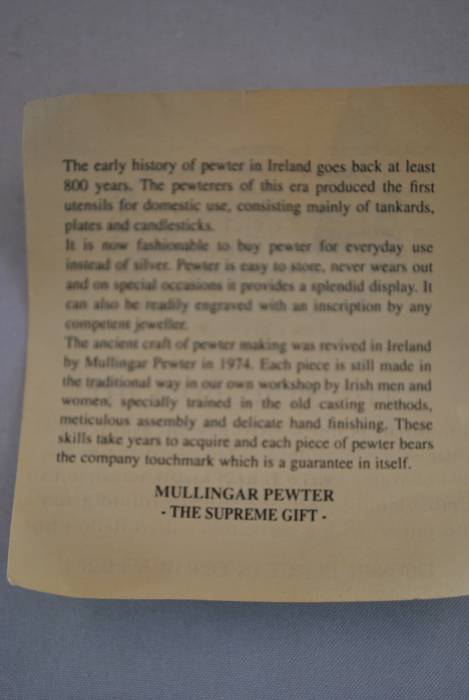 The early history of pewter in Ireland goes back at least
800 years. The pewterers of this era produced the first
utensils for domestic use, consisting mainly of tankards,
plates and candlesticks.
It is now fashionable to buy pewter for everyday use
instead of silver. Pewter is easy to store, never wears out
and on special occasions it provides a splendid display. It
can also be readily engraved with an inscription by any
competent jeweller.
The ancient craft of pewter making was revived in Ireland
by Mullingar Pewter in 1974. Each piece is still made in
the traditional way in our own workshop by Irish men and
women, specially trained in the old casting methods,
meticulous assembly and delicate hand finishing. These
skills take years to acquire and each piece of pewter bears
the company touchmark which is a guarantee in itself.
MULLINGAR PEWTER
- THE SUPREME GIFT -